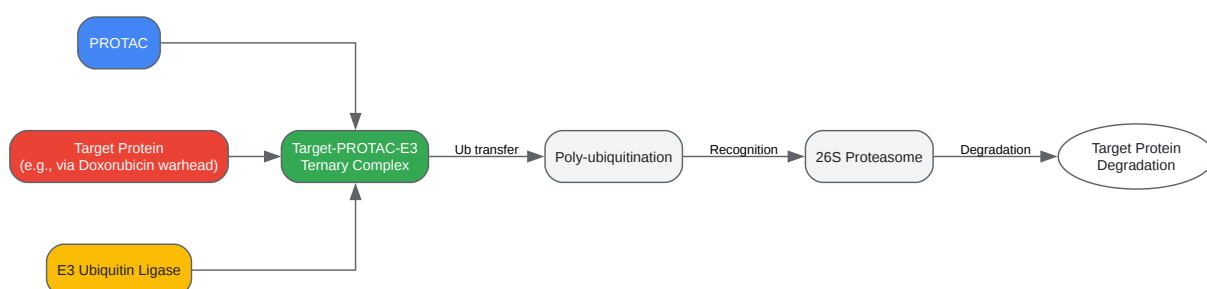 PROTAC
Target Protein
(e.g., via Doxorubicin warhead)
Target-PROTAC-E3
Ternary Complex
Ub transfer
Poly-ubiquitination
Recognition
26S Proteasome
Degradation
Target Protein
Degradation
E3 Ubiquitin Ligase